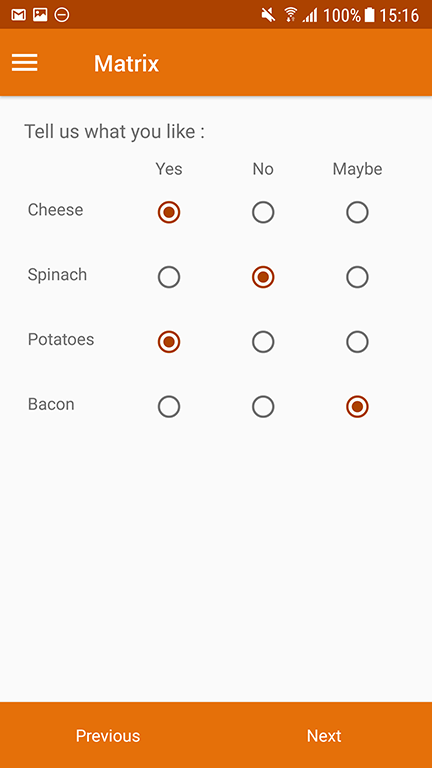 100% 15:16
Matrix
Tell us what you like :
Yes No Maybe
Cheese
Spinach
Potatoes
Bacon
Previous Next